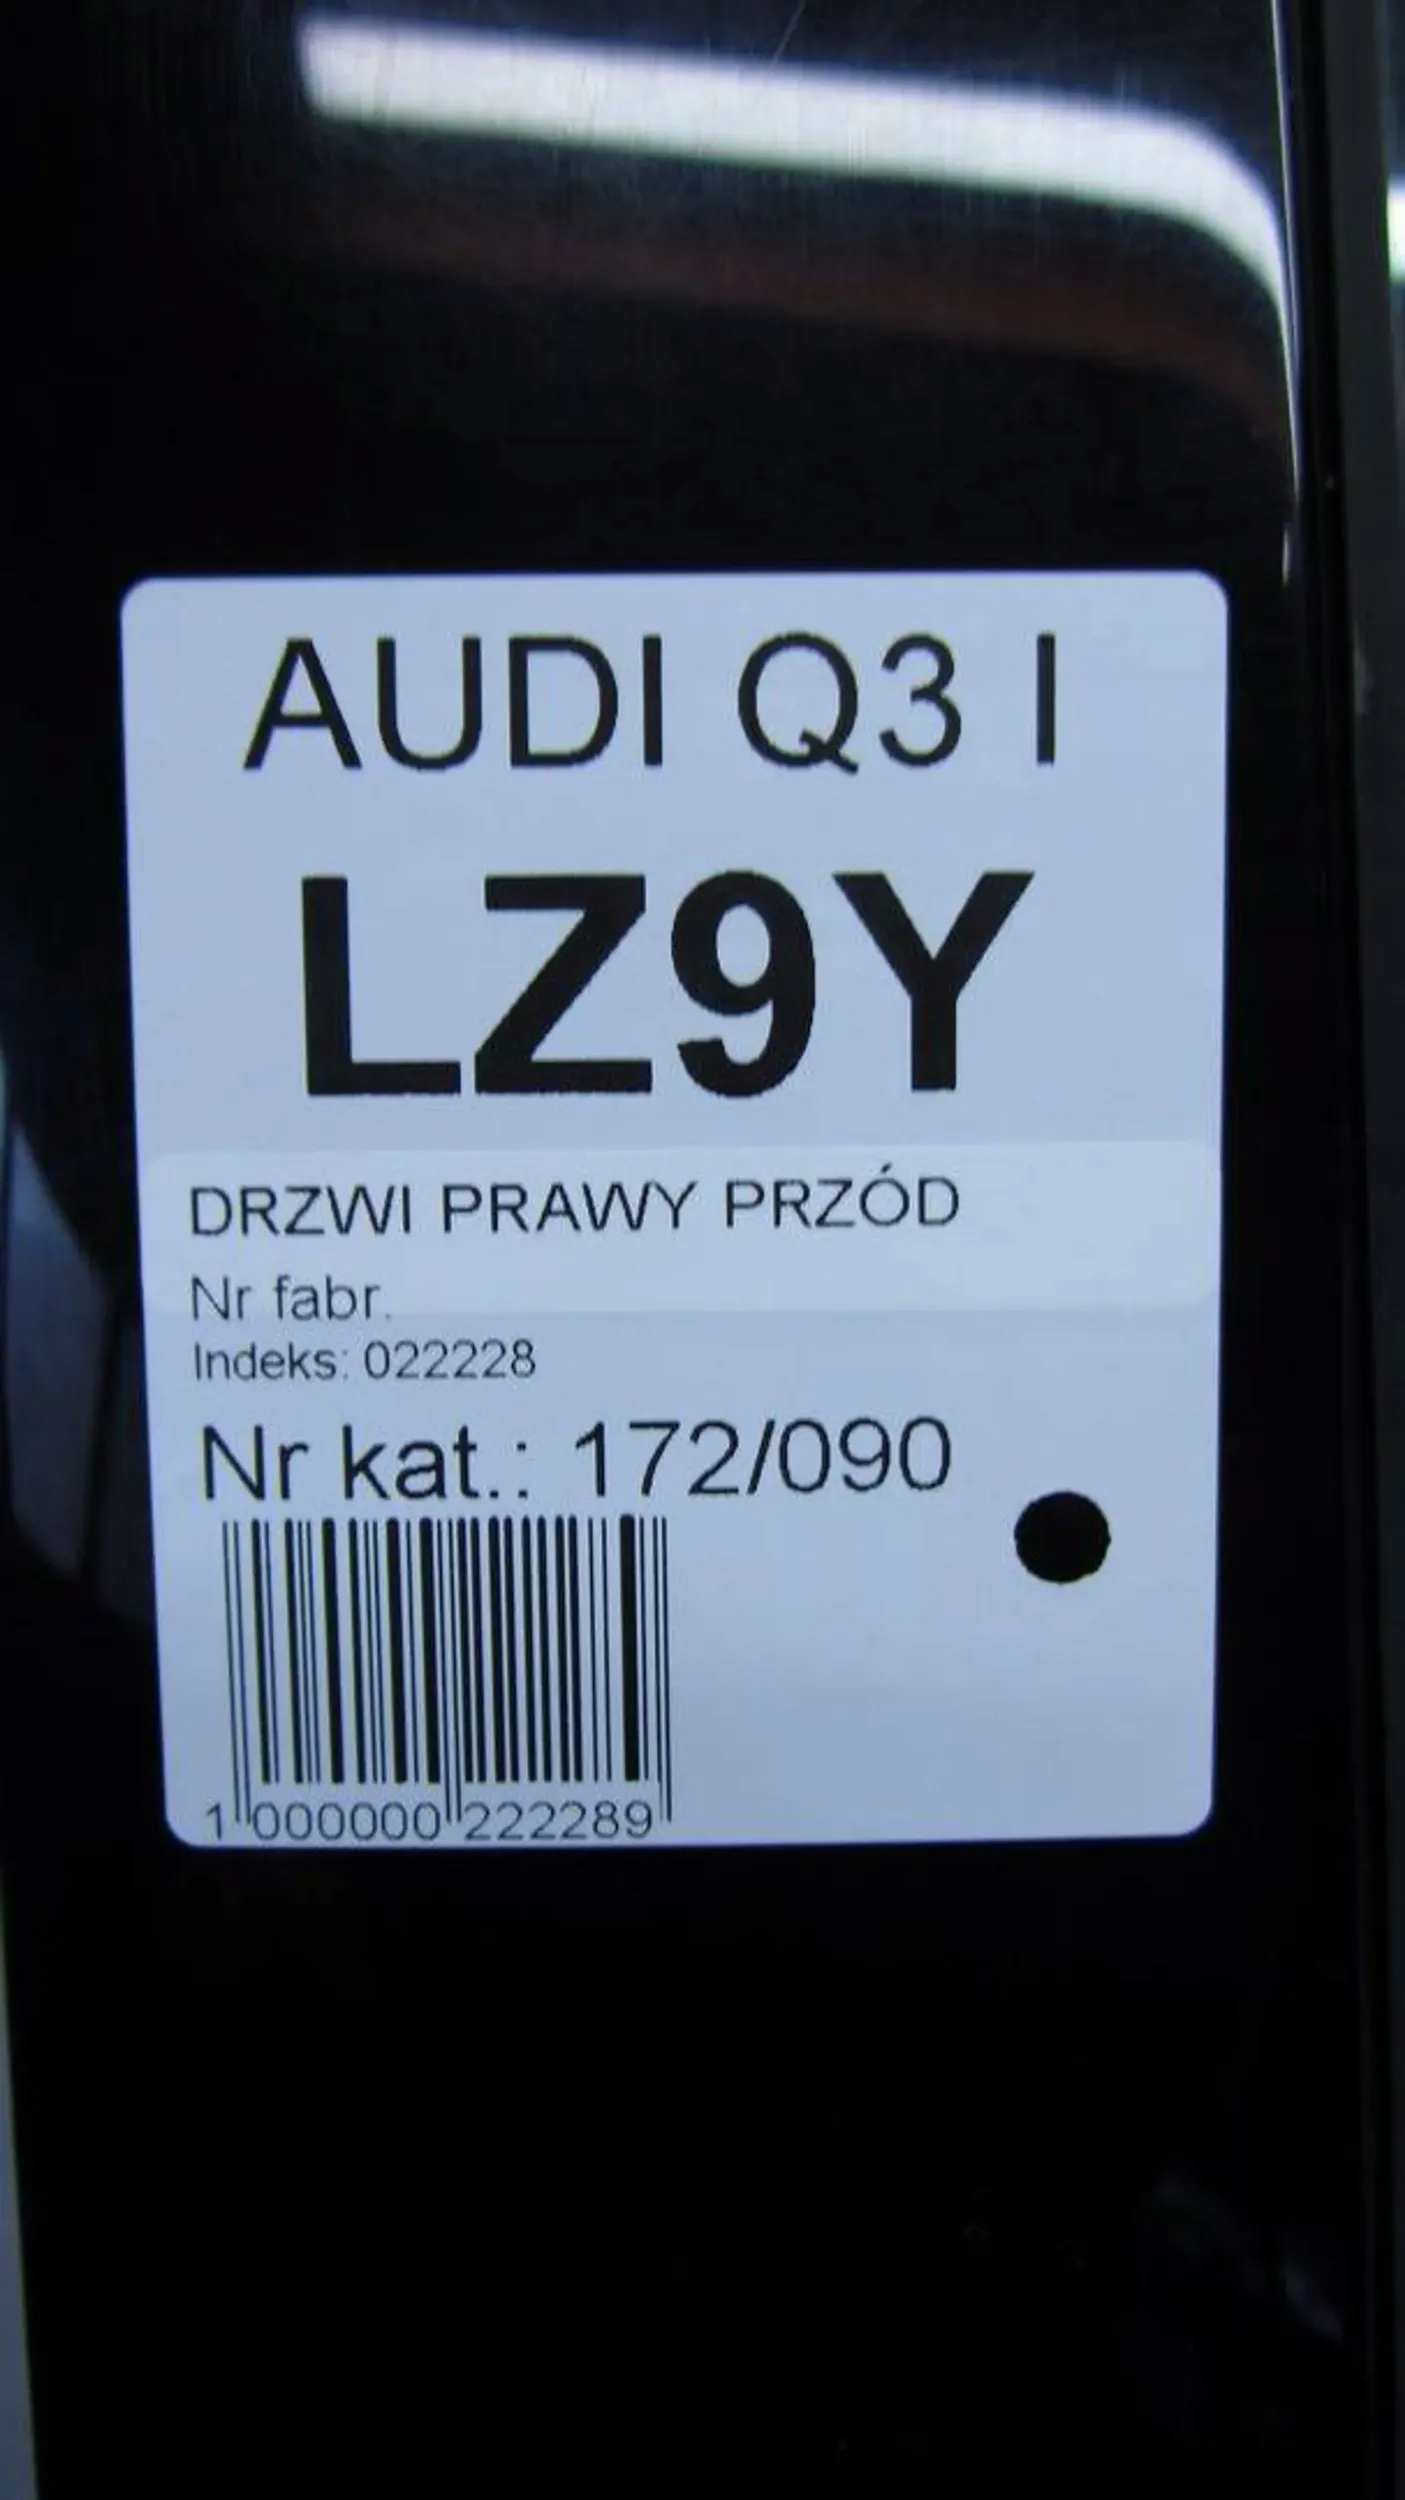 AUDI Q3 I
LZ9Y
DRZWI PRAWY PRZÓD
Nr fabr.
Indeks: 022228
Nr kat.: 172/090
1 000000 222289